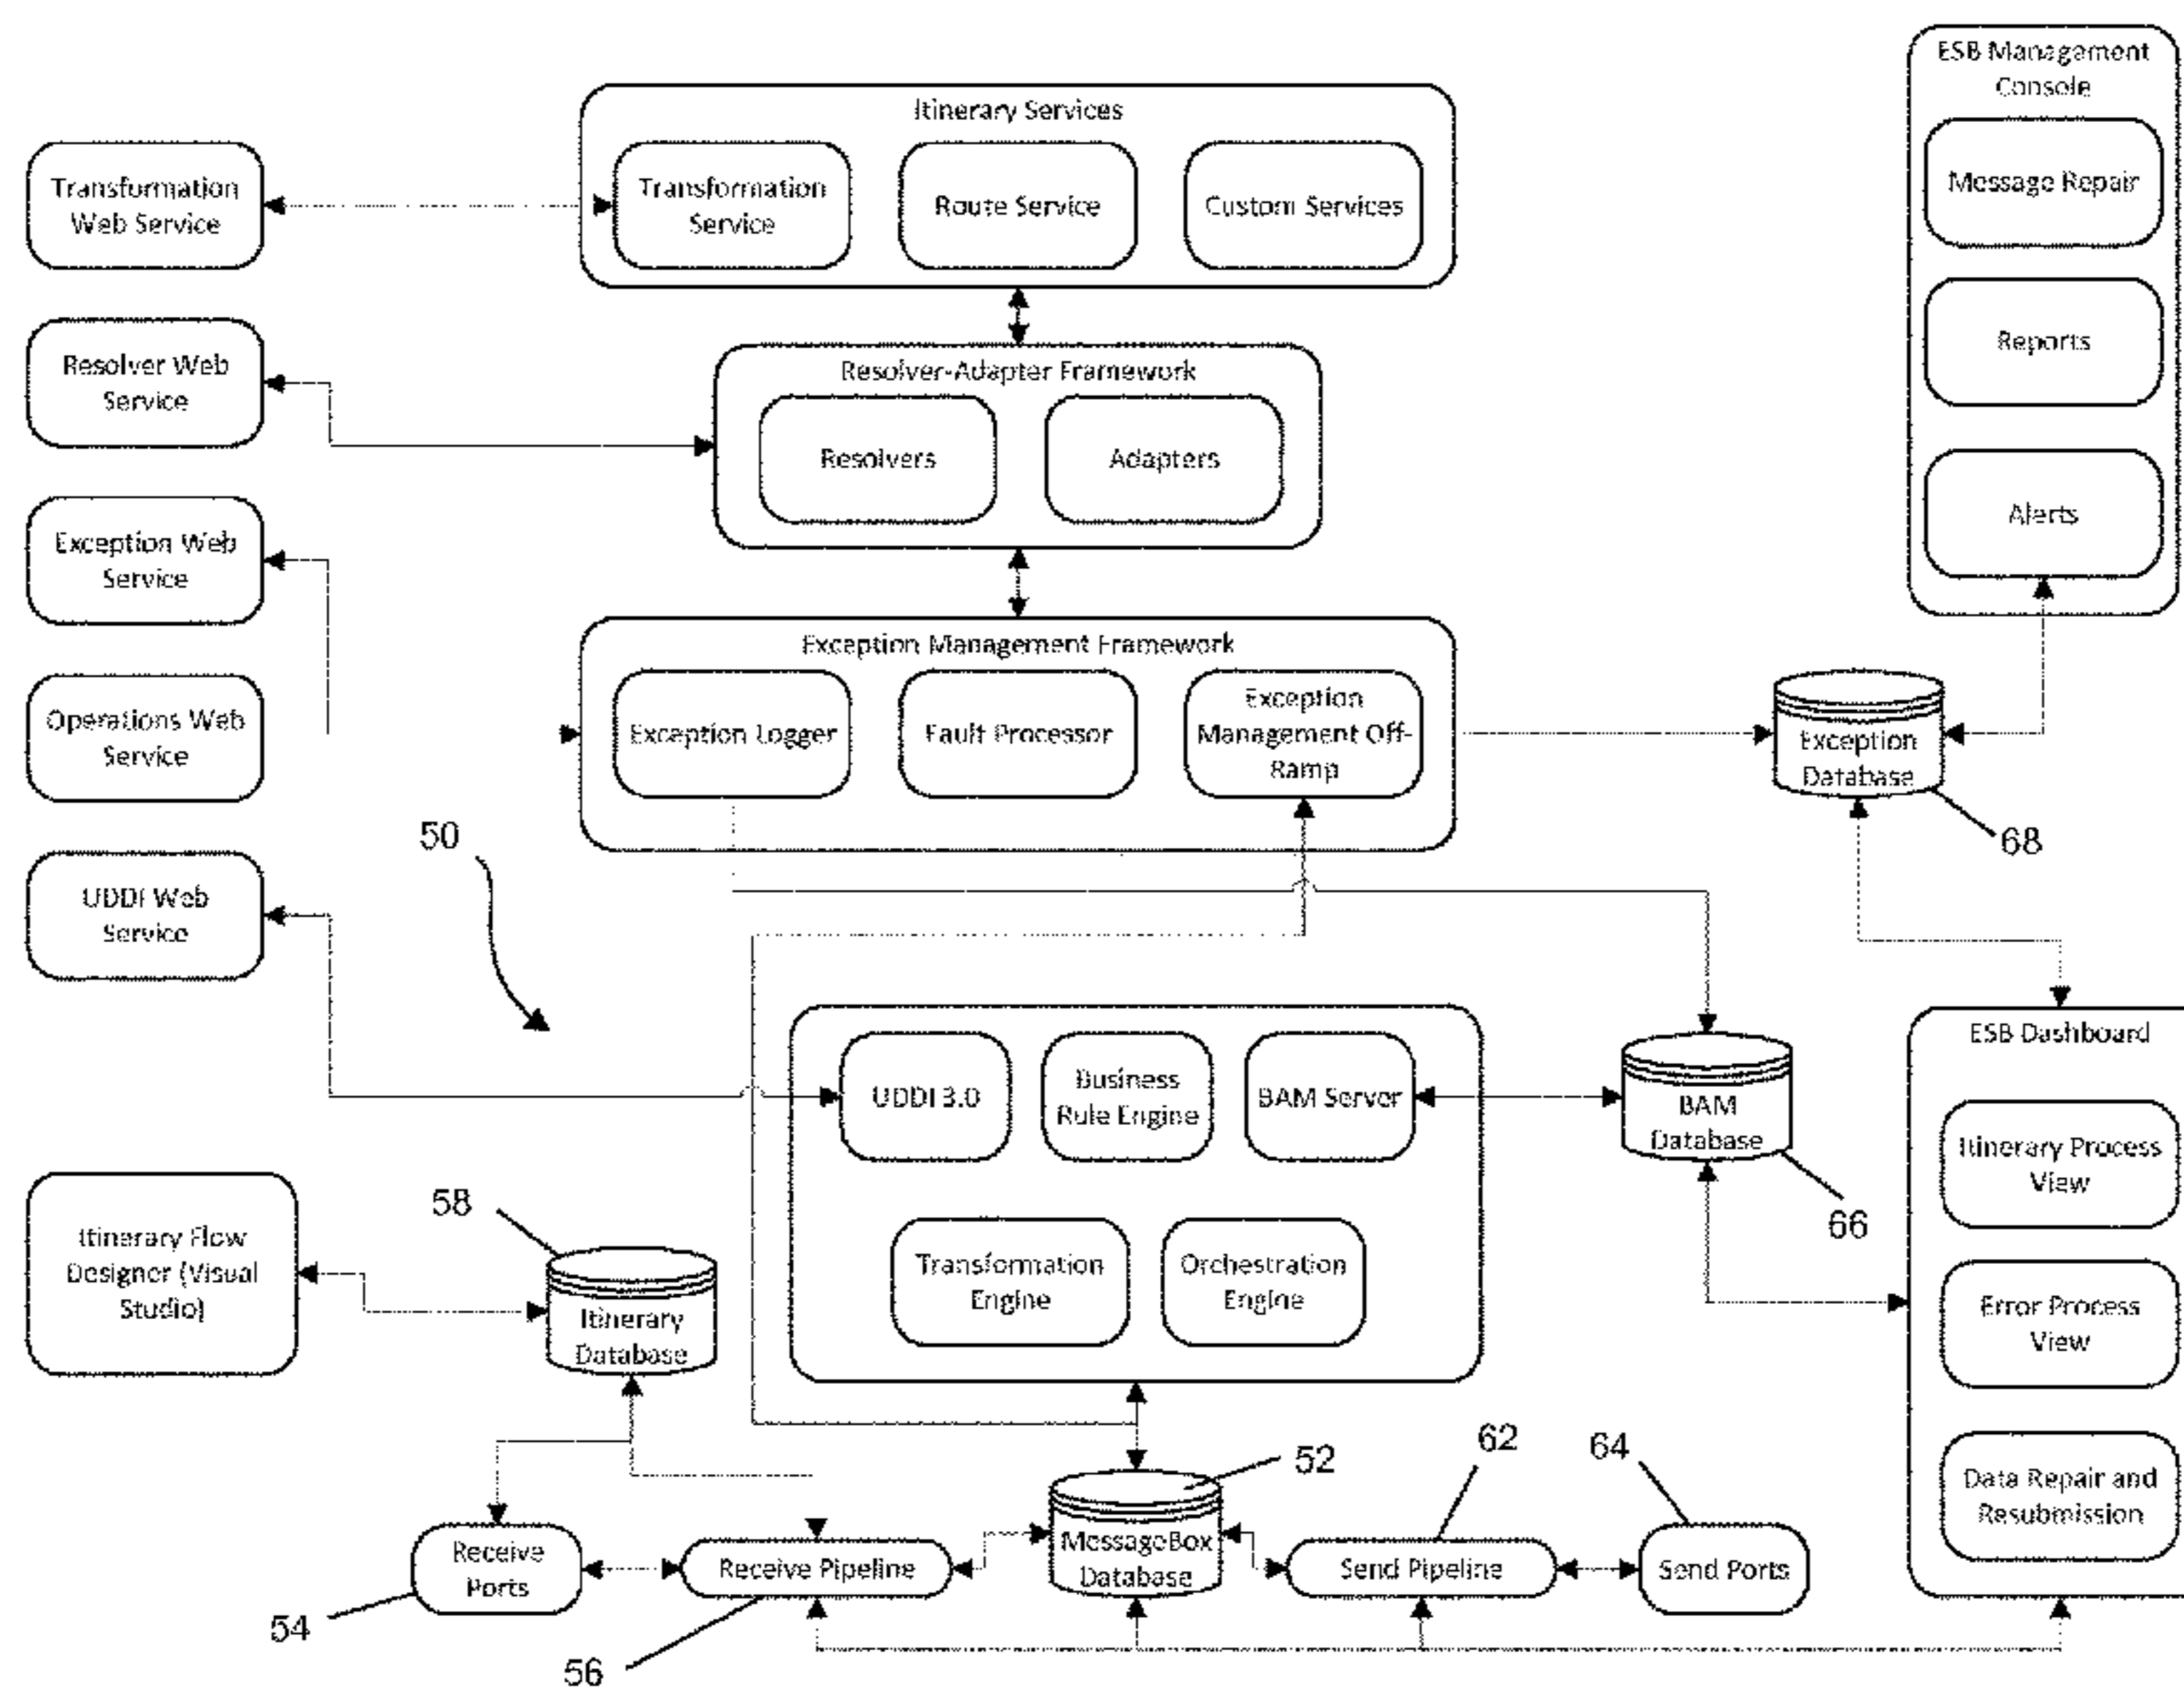 ESB Management
Console
Message Repair
Reports
Alerts
Itinerary Services
Transformation
Service
Route Service
Custom Services
Transformation
Web Service
Resolver Web
Service
Exception Web
Service
Operations Web
Service
UDDI Web
Service
Resolver-Adapter Framework
Resolvers
Adapters
Exception Management Framework
Exception Logger
Fault Processor
Exception
Management Off-
Ramp
Exception
Database
68
50
UDDI 3.0
Business
Rule Engine
BAM Server
Transformation
Engine
Orchestration
Engine
BAM
Database
66
ESB Dashboard
Itinerary Process
View
Error Process
View
Data Repair and
Resubmission
Itinerary Flow
Designer (Visual
Studio)
58
Itinerary
Database
52
62
64
Receive
Ports
Receive Pipeline
MessageBox
Database
Send Pipeline
Send Ports
54
56